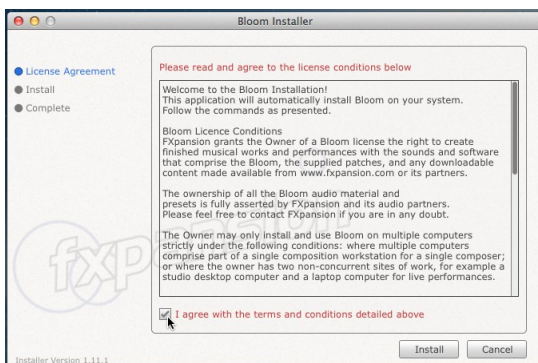 Bloom Installer
License Agreement
Install
Complete
Please read and agree to the license conditions below
Welcome to the Bloom Installation!
This application will automatically install Bloom on your system.
Follow the commands as presented.
Bloom Licence Conditions
FXpansion grants the Owner of a Bloom license the right to create
finished musical works and performances with the sounds and software
that comprise the Bloom, the supplied patches, and any downloadable
content made available from www.fxpansion.com or its partners.
The ownership of all the Bloom audio material and
presets is fully asserted by FXpansion and its audio partners.
Please feel free to contact FXpansion if you are in any doubt.
The Owner may only install and use Bloom on multiple computers
strictly under the following conditions: where multiple computers
comprise part of a single composition workstation for a single composer;
or where the owner has two non-concurrent sites of work, for example a
studio desktop computer and a laptop computer for live performances.
fxpansion
I agree with the terms and conditions detailed above
Install
Cancel
Installer Version 1.11.1